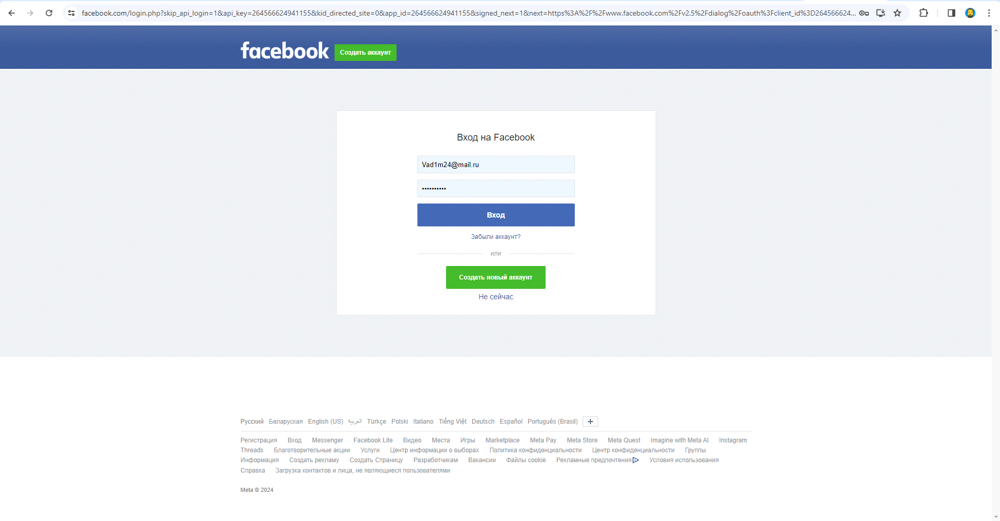 facebook.com/login.php?skip_api_login=1&api_key=264566624941155&kid_directed_site=0&app_id=264566624941155&signed_next=1&next=https%3A%2F%2Fwww.facebook.com%2Fv2.5%2Fdialog%2Foauth%3Fclient_id%3D264566624...
facebook Создать аккаунт
Вход на Facebook
Vad1m24@mail.ru
••••••••••
Вход
Забыли аккаунт?
или
Создать новый аккаунт
Не сейчас
Русский Беларуская English (US) العربية Türkçe Polski Italiano Tiếng Việt Deutsch Español Português (Brasil)
Регистрация Вход Messenger Facebook Lite Видео Места Игры Marketplace Meta Pay Meta Store Meta Quest Imagine with Meta AI Instagram
Threads Благотворительные акции Услуги Центр информации о выборах Политика конфиденциальности Центр конфиденциальности Группы
Информация Создать рекламу Создать Страницу Разработчикам Вакансии Файлы cookie Рекламные предпочтения Условия использования
Справка Загрузка контактов и лица, не являющиеся пользователями
Meta © 2024